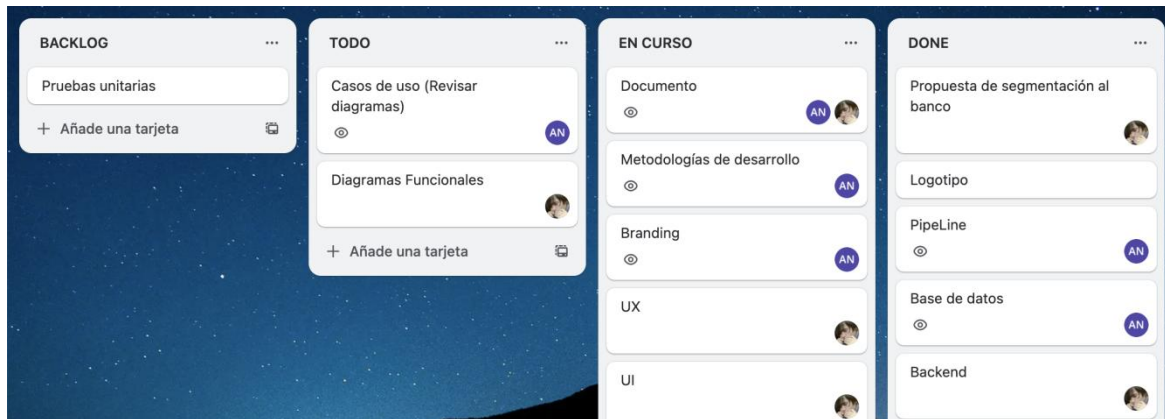 BACKLOG
Pruebas unitarias
+ Añade una tarjeta
TODO
Casos de uso (Revisar
diagramas)
AN
Diagramas Funcionales
+ Añade una tarjeta
EN CURSO
Documento
AN
Metodologías de desarrollo
AN
Branding
AN
UX
UI
DONE
Propuesta de segmentación al
banco
Logotipo
PipeLine
AN
Base de datos
AN
Backend